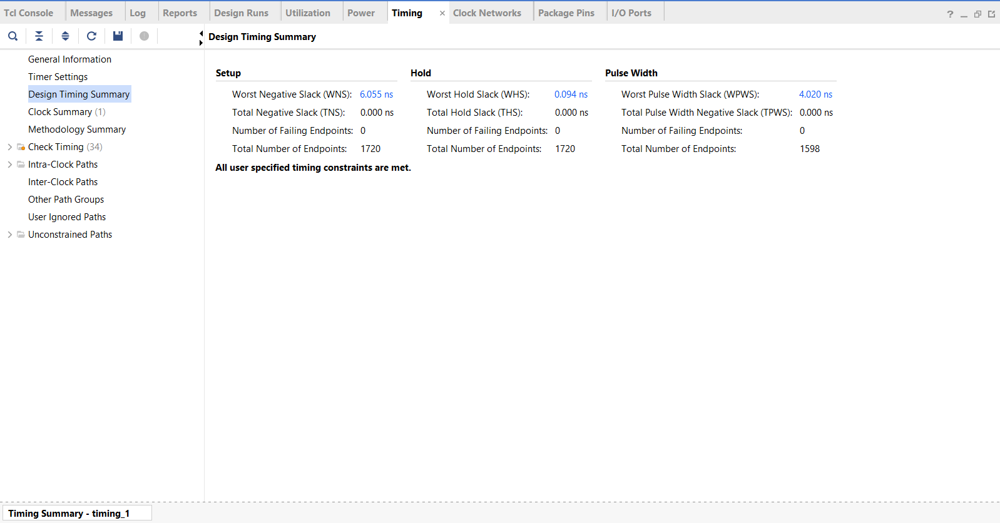 Tcl Console Messages Log Reports Design Runs Utilization Power Timing × Clock Networks Package Pins I/O Ports ?
Design Timing Summary
General Information
Timer Settings
Design Timing Summary
Clock Summary (1)
Methodology Summary
Check Timing (34)
Intra-Clock Paths
Inter-Clock Paths
Other Path Groups
User Ignored Paths
Unconstrained Paths
Setup Hold Pulse Width
Worst Negative Slack (WNS): 6.055 ns Worst Hold Slack (WHS): 0.094 ns Worst Pulse Width Slack (WPWS): 4.020 ns
Total Negative Slack (TNS): 0.000 ns Total Hold Slack (THS): 0.000 ns Total Pulse Width Negative Slack (TPWS): 0.000 ns
Number of Failing Endpoints: 0 Number of Failing Endpoints: 0 Number of Failing Endpoints: 0
Total Number of Endpoints: 1720 Total Number of Endpoints: 1720 Total Number of Endpoints: 1598
All user specified timing constraints are met.
Timing Summary - timing_1